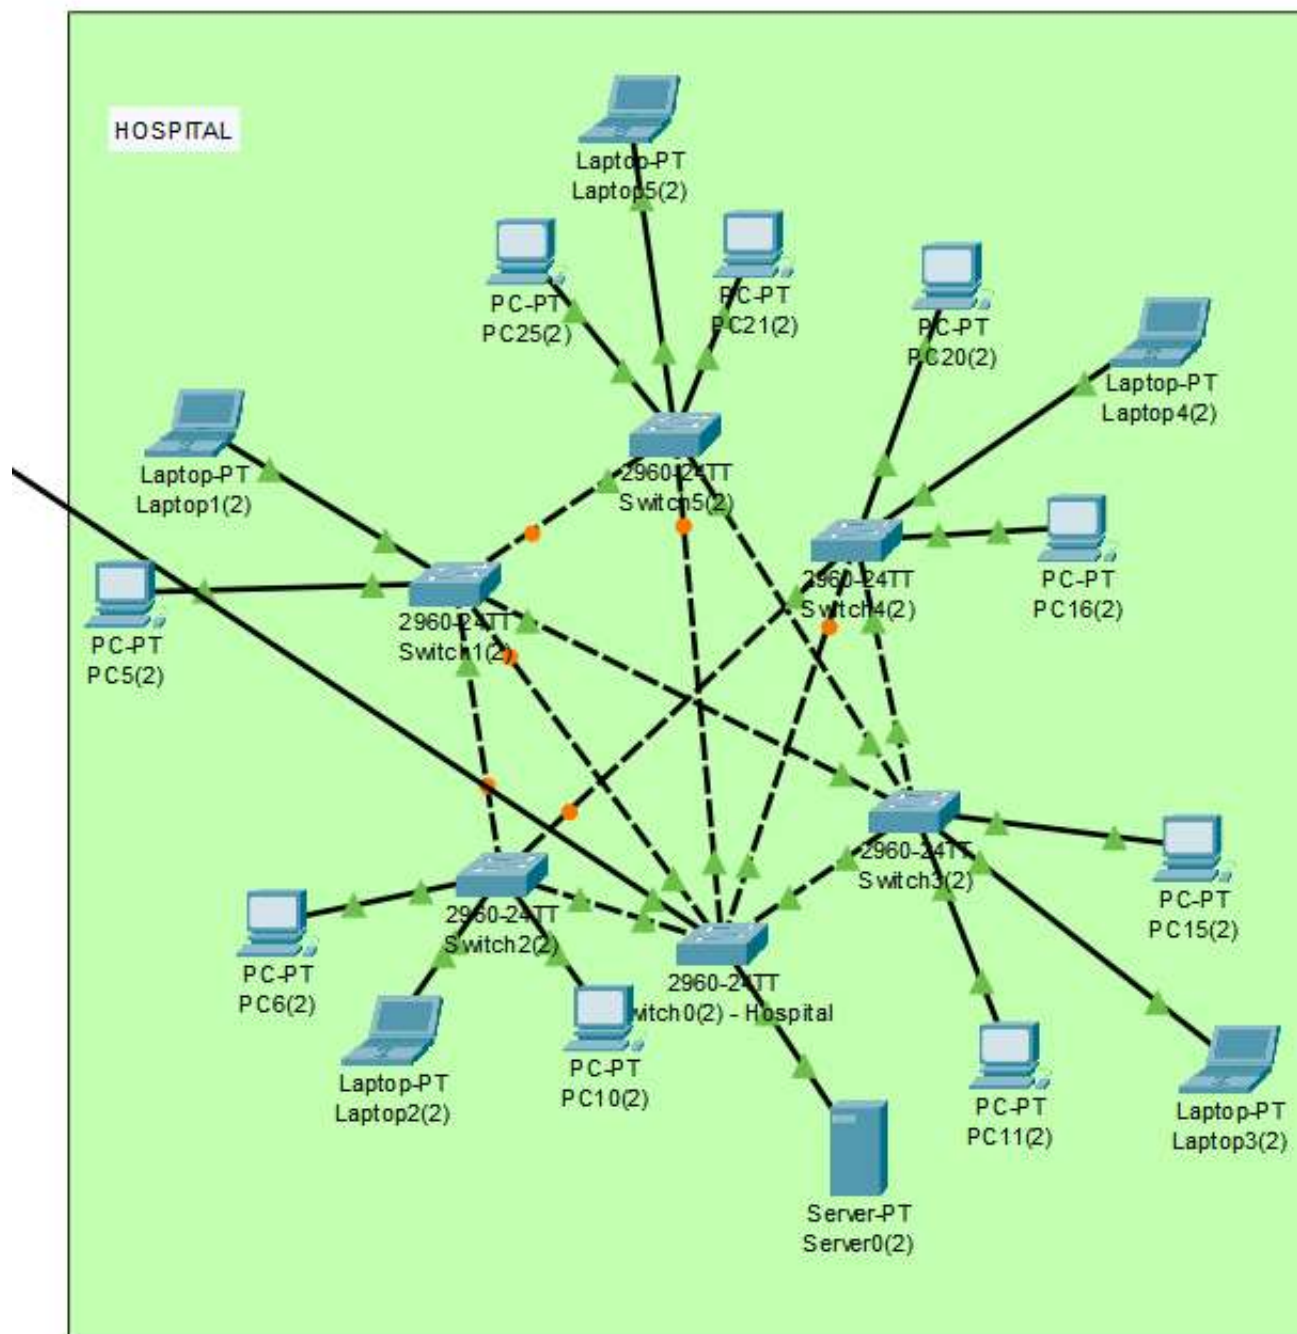 HOSPITAL
Laptop-PT
Laptop5(2)
PC-PT
PC25(2)
PC-PT
PC21(2)
PC-PT
PC20(2)
Laptop-PT
Laptop4(2)
Laptop-PT
Laptop1(2)
2960-24TT
Switch5(2)
2960-24TT
Switch4(2)
PC-PT
PC16(2)
PC-PT
PC5(2)
2960-24TT
Switch1(2)
2960-24TT
Switch3(2)
PC-PT
PC15(2)
2960-24TT
Switch2(2)
PC-PT
PC6(2)
2960-24TT
witch0(2) - Hospital
Laptop-PT
Laptop2(2)
PC-PT
PC10(2)
PC-PT
PC11(2)
Laptop-PT
Laptop3(2)
Server-PT
Server0(2)